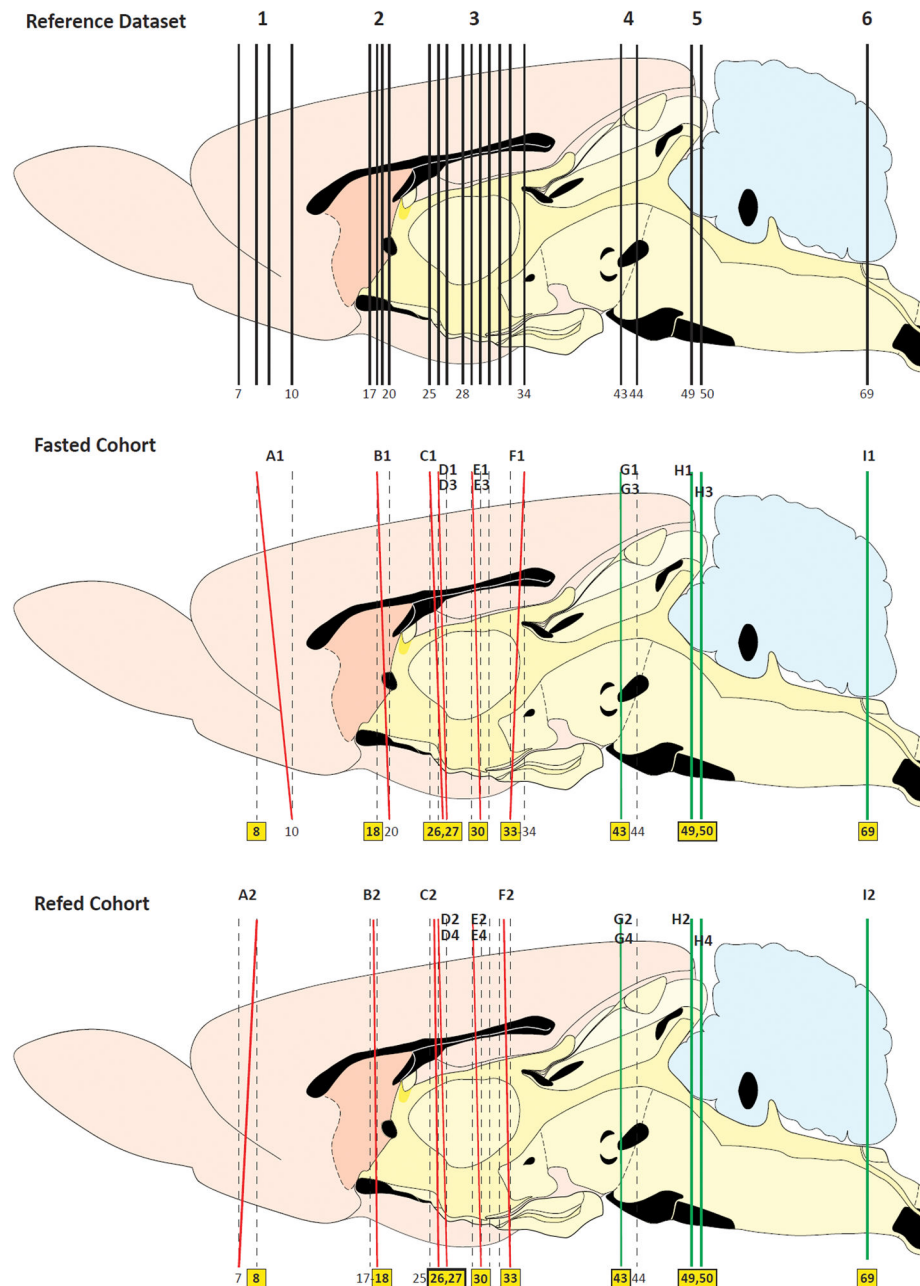 Reference Dataset 1 2 3 4 5 6
7 10 17 20 25 28 34 43 44 49 50 69
Fasted Cohort
A1 B1 C1 D1 E1 F1 G1 H1 I1
D3 E3 G3 H3
8 10 18 20 26,27 30 33 34 43 44 49,50 69
Refed Cohort
A2 B2 C2 D2 E2 F2 G2 H2 I2
D4 E4 G4 H4
7 8 17-18 25 26,27 30 33 43 44 49,50 69